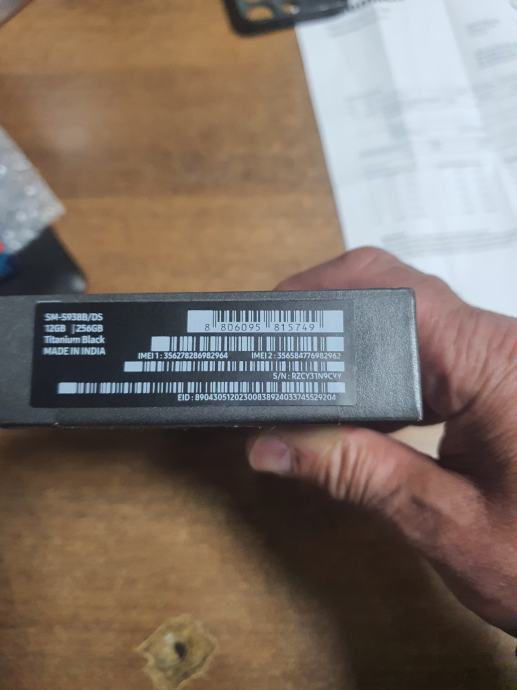 SM-S938B/DS
12GB | 256GB
Titanium Black
MADE IN INDIA
8 806095 815749
IMEI 1 : 356278286982964 IMEI 2 : 356584776982962
S/N : RZCY31N9CYY
EID : 89043051202300838924033745529204